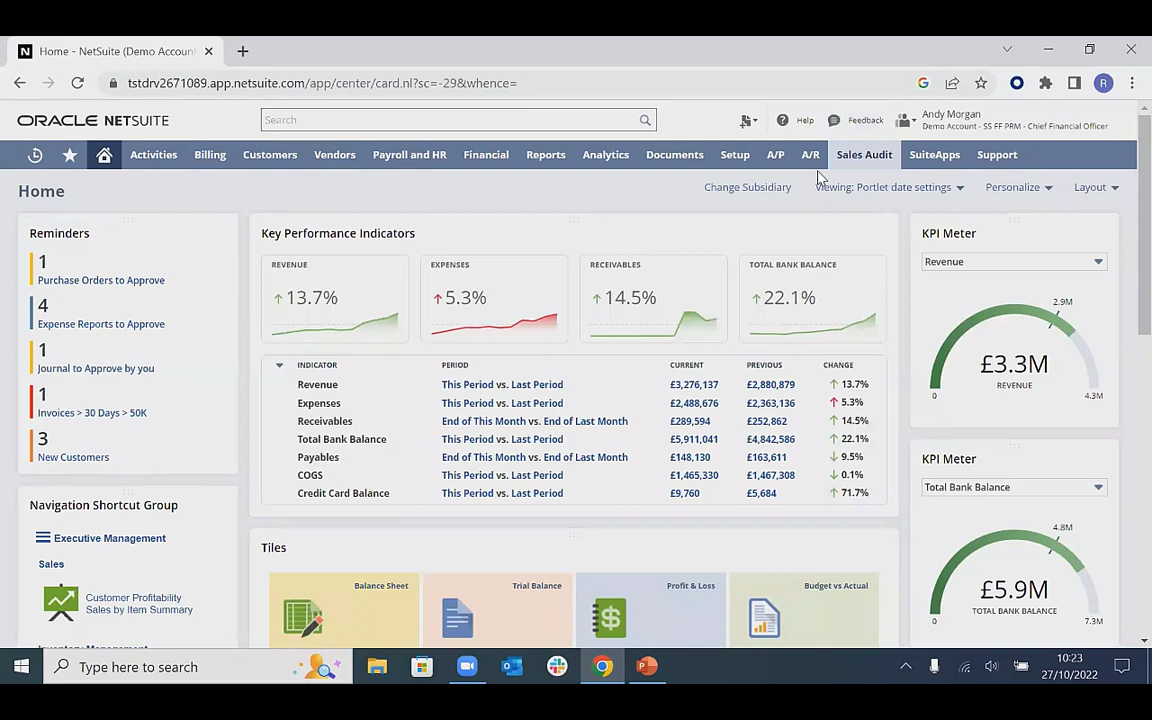 N Home - NetSuite (Demo Accoun
tstdrv2671089.app.netsuite.com/app/center/card.nl?sc=-29&whence=
R
ORACLE NETSUITE
Search
Help
Feedback
Andy Morgan
Demo Account - SS FF PRM - Chief Financial Officer
Activities Billing Customers Vendors Payroll and HR Financial Reports Analytics Documents Setup A/P A/R Sales Audit SuiteApps Support
Home
Change Subsidiary
Viewing: Portlet date settings
Personalize
Layout
Reminders
1
Purchase Orders to Approve
4
Expense Reports to Approve
1
Journal to Approve by you
1
Invoices > 30 Days > 50K
3
New Customers
Navigation Shortcut Group
Executive Management
Sales
Customer Profitability
Sales by Item Summary
Key Performance Indicators
REVENUE
13.7%
EXPENSES
5.3%
RECEIVABLES
14.5%
TOTAL BANK BALANCE
22.1%
INDICATOR PERIOD CURRENT PREVIOUS CHANGE
Revenue This Period vs. Last Period £3,276,137 £2,880,879 13.7%
Expenses This Period vs. Last Period £2,488,676 £2,363,136 5.3%
Receivables End of This Month vs. End of Last Month £289,594 £252,862 14.5%
Total Bank Balance This Period vs. Last Period £5,911,041 £4,842,586 22.1%
Payables End of This Month vs. End of Last Month £148,130 £163,611 9.5%
COGS This Period vs. Last Period £1,465,330 £1,467,308 0.1%
Credit Card Balance This Period vs. Last Period £9,760 £5,684 71.7%
Tiles
Balance Sheet
Trial Balance
Profit & Loss
Budget vs Actual
KPI Meter
Revenue
2.9M
£3.3M
REVENUE
0
4.3M
KPI Meter
Total Bank Balance
4.8M
£5.9M
TOTAL BANK BALANCE
0
7.3M
Type here to search
10:23
27/10/2022